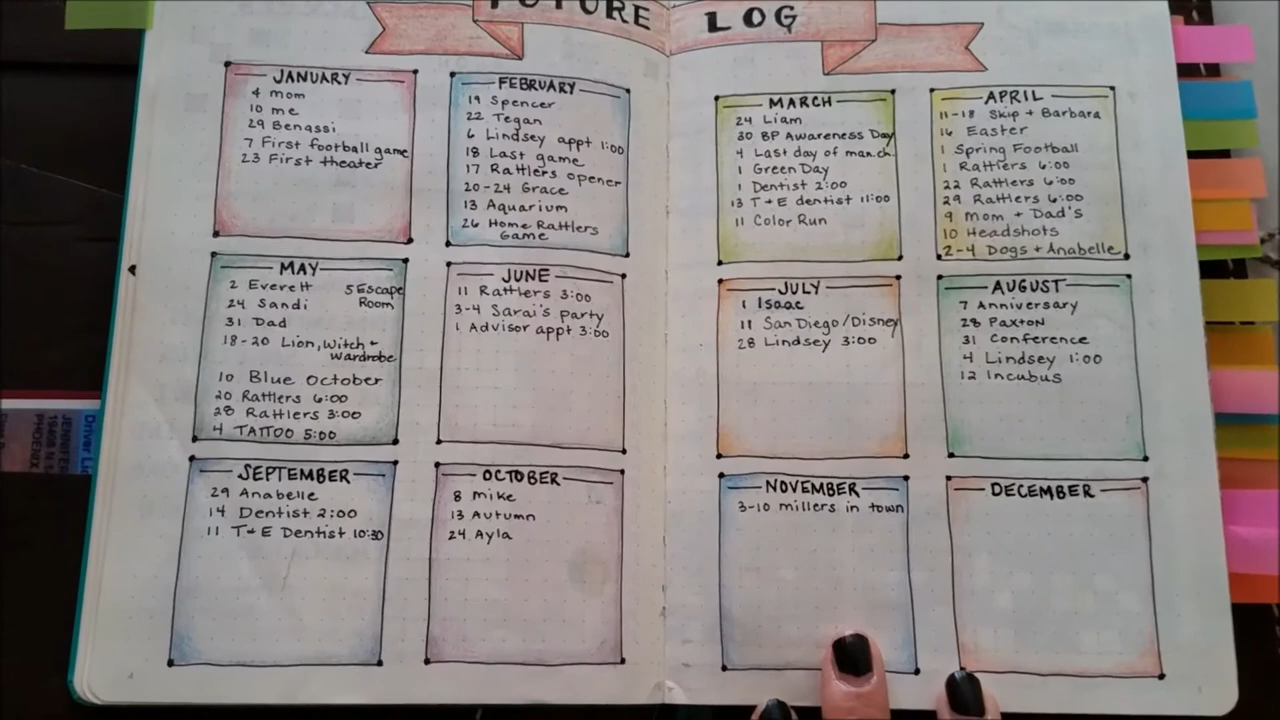 FUTURE LOG
JANUARY
4 mom
10 me
29 Benassi
7 First football game
23 First theater
FEBRUARY
19 Spencer
22 Tegan
6 Lindsey appt 1:00
18 Last game
17 Rattlers opener
20-24 Grace
13 Aquarium
26 Home Rattlers
Game
MARCH
24 Liam
30 BP Awareness Day
4 Last day of man.ch.
1 Green Day
1 Dentist 2:00
13 T+E dentist 11:00
11 Color Run
APRIL
11-18 Skip + Barbara
16 Easter
1 Spring Football
1 Rattlers 6:00
22 Rattlers 6:00
29 Rattlers 6:00
9 Mom + Dad's
10 Headshots
2-4 Dogs + Anabelle
MAY
2 Everett
5 Escape
Room
24 Sandi
31 Dad
18-20 Lion, Witch +
Wardrobe
10 Blue October
20 Rattlers 6:00
28 Rattlers 3:00
4 TATTOO 5:00
JUNE
11 Rattlers 3:00
3-4 Sarai's party
1 Advisor appt 3:00
JULY
1 Isaac
11 San Diego/Disney
28 Lindsey 3:00
AUGUST
7 Anniversary
28 Paxton
31 Conference
4 Lindsey 1:00
12 Incubus
SEPTEMBER
29 Anabelle
14 Dentist 2:00
11 T+E Dentist 10:30
OCTOBER
8 Mike
13 Autumn
24 Ayla
NOVEMBER
3-10 millers in town
DECEMBER
Driver Li
JENNIFER
PHOENIX